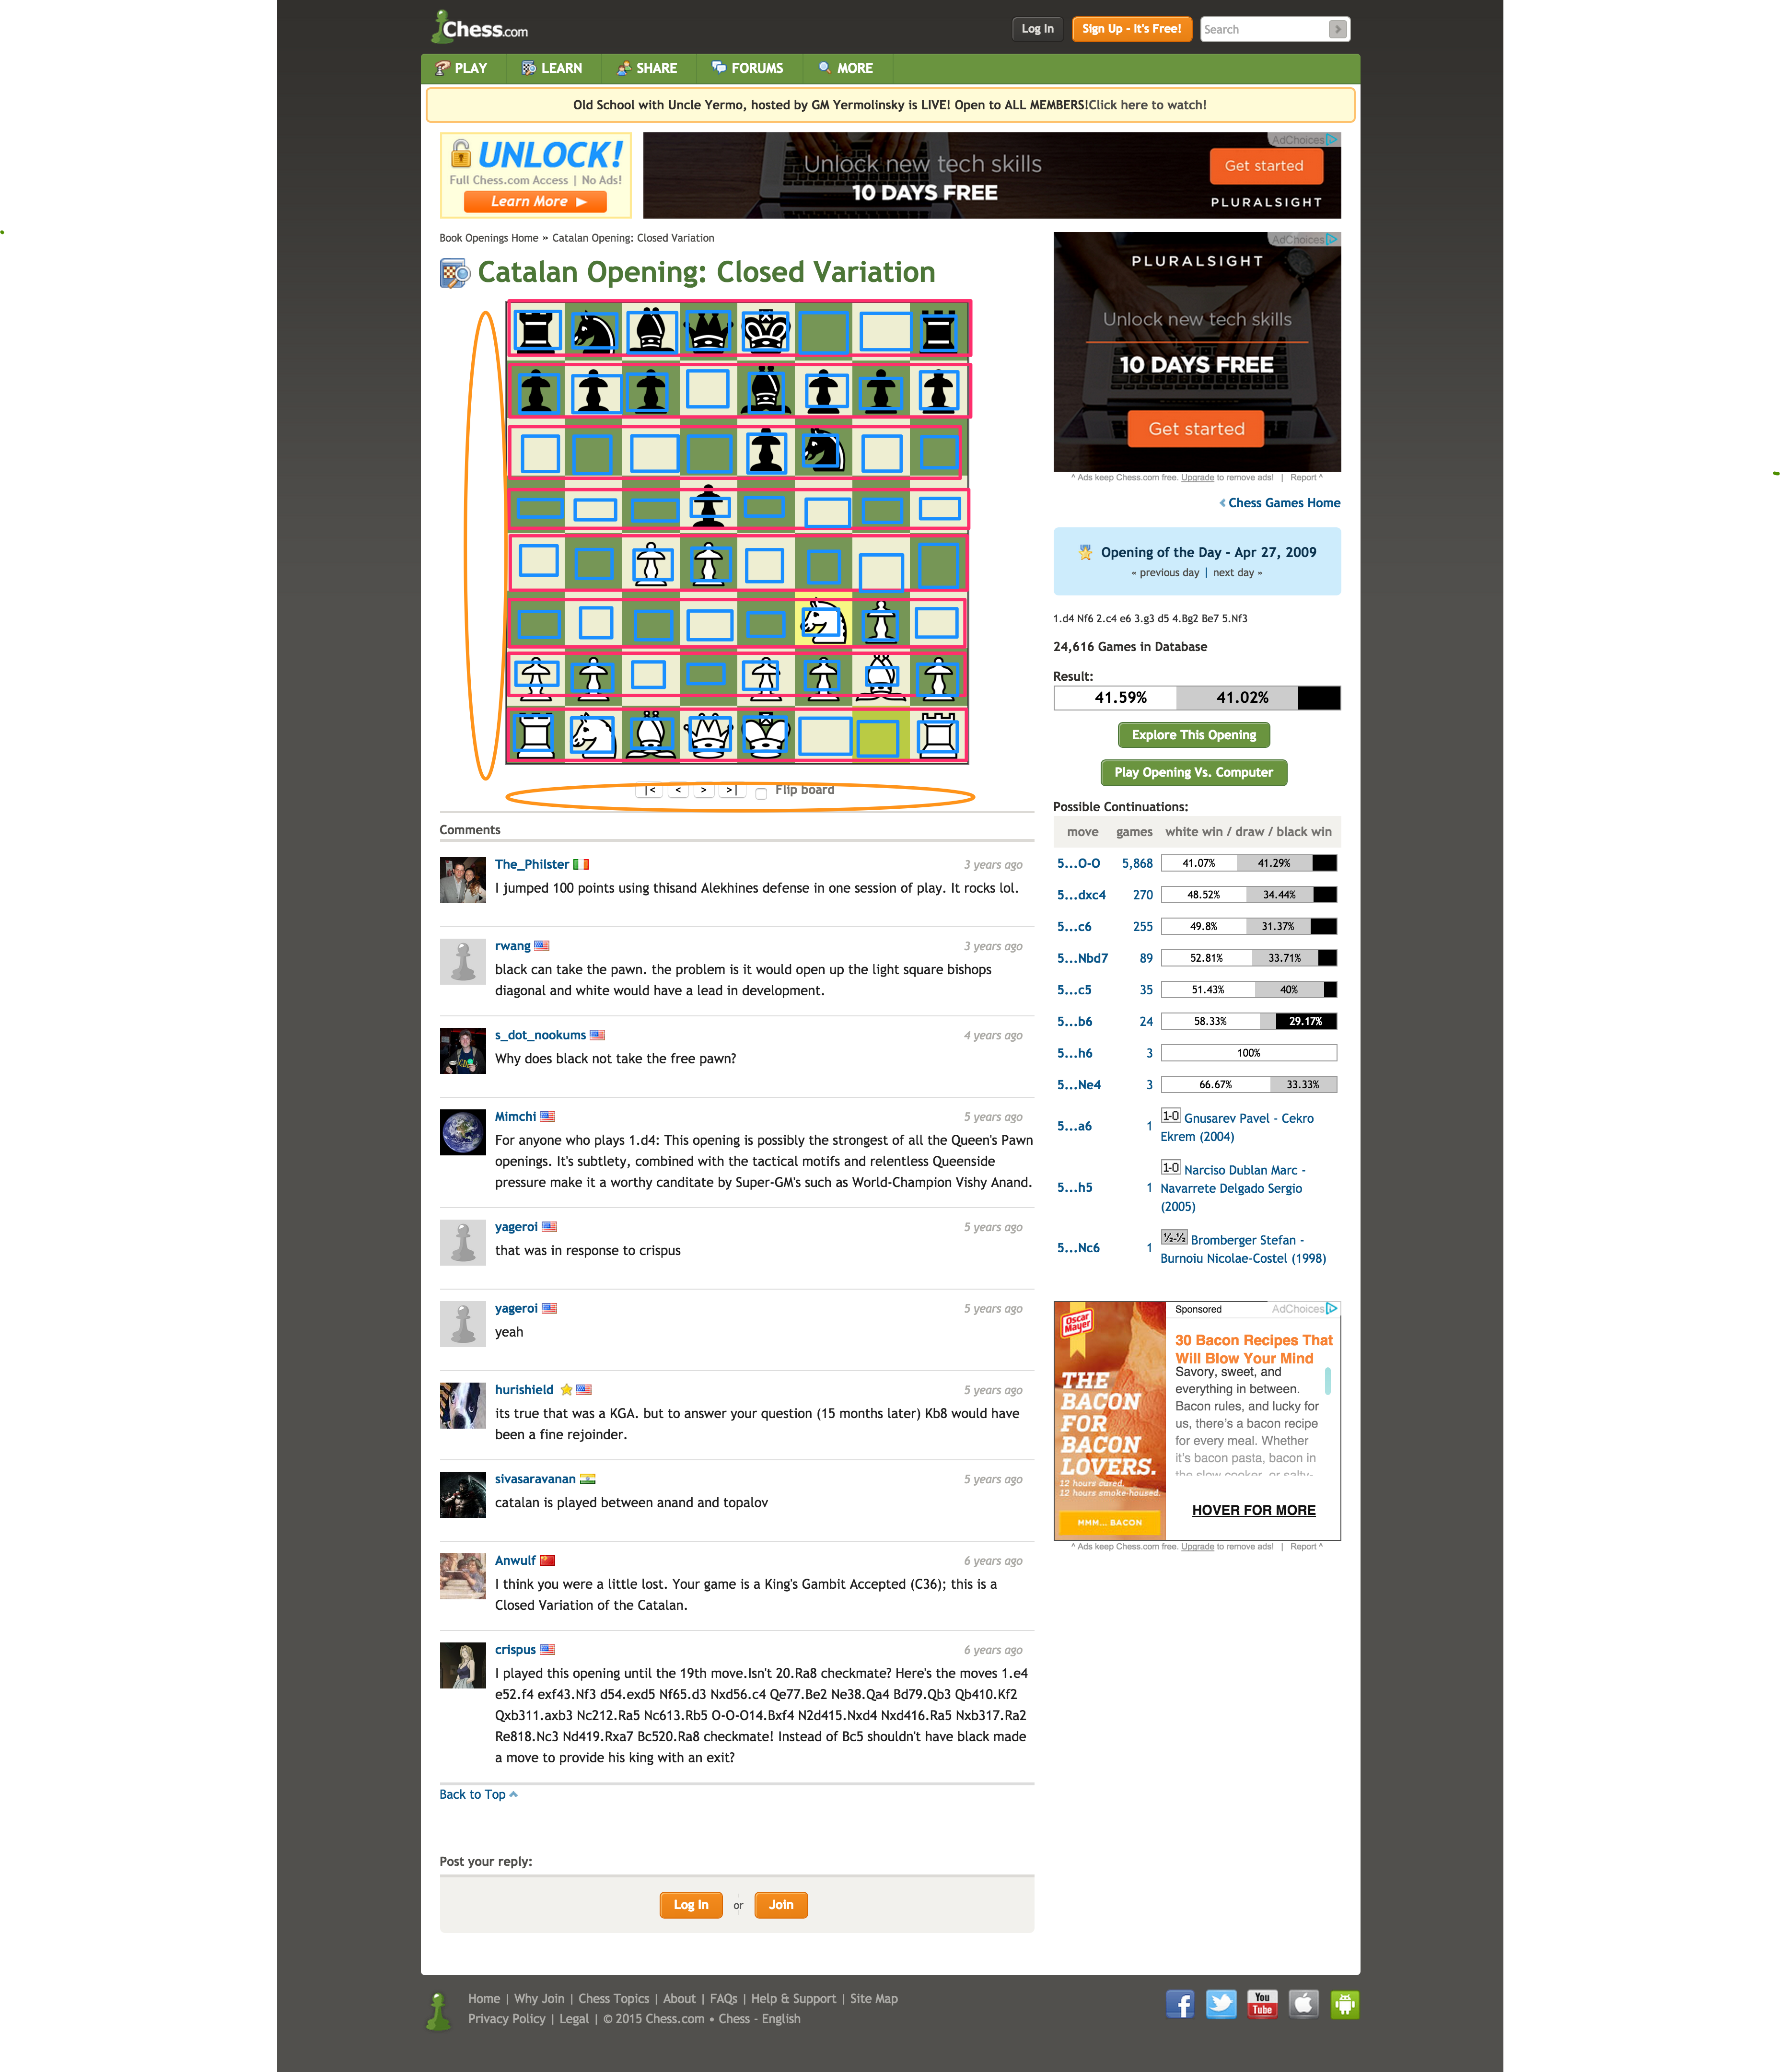 Chess.com
Log In
Sign Up - It's Free!
Search
PLAY
LEARN
SHARE
FORUMS
MORE
Old School with Uncle Yermo, hosted by GM Yermolinsky is LIVE! Open to ALL MEMBERS!Click here to watch!
UNLOCK!
Full Chess.com Access | No Ads!
Learn More ▶
AdChoices
Unlock new tech skills
10 DAYS FREE
Get started
PLURALSIGHT
Book Openings Home » Catalan Opening: Closed Variation
Catalan Opening: Closed Variation
|<
<
>
>|
Flip board
Comments
The_Philster
3 years ago
I jumped 100 points using thisand Alekhines defense in one session of play. It rocks lol.
rwang
3 years ago
black can take the pawn. the problem is it would open up the light square bishops
diagonal and white would have a lead in development.
s_dot_nookums
4 years ago
Why does black not take the free pawn?
Mimchi
5 years ago
For anyone who plays 1.d4: This opening is possibly the strongest of all the Queen's Pawn
openings. It's subtlety, combined with the tactical motifs and relentless Queenside
pressure make it a worthy canditate by Super-GM's such as World-Champion Vishy Anand.
yageroi
5 years ago
that was in response to crispus
yageroi
5 years ago
yeah
hurishield
5 years ago
its true that was a KGA. but to answer your question (15 months later) Kb8 would have
been a fine rejoinder.
sivasaravanan
5 years ago
catalan is played between anand and topalov
Anwulf
6 years ago
I think you were a little lost. Your game is a King's Gambit Accepted (C36); this is a
Closed Variation of the Catalan.
crispus
6 years ago
I played this opening until the 19th move.Isn't 20.Ra8 checkmate? Here's the moves 1.e4
e52.f4 exf43.Nf3 d54.exd5 Nf65.d3 Nxd56.c4 Qe77.Be2 Ne38.Qa4 Bd79.Qb3 Qb410.Kf2
Qxb311.axb3 Nc212.Ra5 Nc613.Rb5 O-O-O14.Bxf4 N2d415.Nxd4 Nxd416.Ra5 Nxb317.Ra2
Re818.Nc3 Nd419.Rxa7 Bc520.Ra8 checkmate! Instead of Bc5 shouldn't have black made
a move to provide his king with an exit?
Back to Top
Post your reply:
Log In
or
Join
AdChoices
PLURALSIGHT
Unlock new tech skills
10 DAYS FREE
Get started
^ Ads keep Chess.com free. Upgrade to remove ads! | Report ^
Chess Games Home
Opening of the Day - Apr 27, 2009
« previous day | next day »
1.d4 Nf6 2.c4 e6 3.g3 d5 4.Bg2 Be7 5.Nf3
24,616 Games in Database
Result:
41.59% 41.02%
Explore This Opening
Play Opening Vs. Computer
Possible Continuations:
move games white win / draw / black win
5...O-O 5,868 41.07% 41.29%
5...dxc4 270 48.52% 34.44%
5...c6 255 49.8% 31.37%
5...Nbd7 89 52.81% 33.71%
5...c5 35 51.43% 40%
5...b6 24 58.33% 29.17%
5...h6 3 100%
5...Ne4 3 66.67% 33.33%
5...a6 1 1-0 Gnusarev Pavel - Cekro
Ekrem (2004)
5...h5 1 1-0 Narciso Dublan Marc -
Navarrete Delgado Sergio
(2005)
5...Nc6 1 ½-½ Bromberger Stefan -
Burnoiu Nicolae-Costel (1998)
Oscar
Mayer
THE
BACON
FOR
BACON
LOVERS.
12 hours cured.
12 hours smoke-housed.
MMM... BACON
Sponsored
AdChoices
30 Bacon Recipes That
Will Blow Your Mind
Savory, sweet, and
everything in between.
Bacon rules, and lucky for
us, there's a bacon recipe
for every meal. Whether
it's bacon pasta, bacon in
the slow cooker, or salty-
HOVER FOR MORE
^ Ads keep Chess.com free. Upgrade to remove ads! | Report ^
Home | Why Join | Chess Topics | About | FAQs | Help & Support | Site Map
Privacy Policy | Legal | © 2015 Chess.com • Chess - English
You
Tube